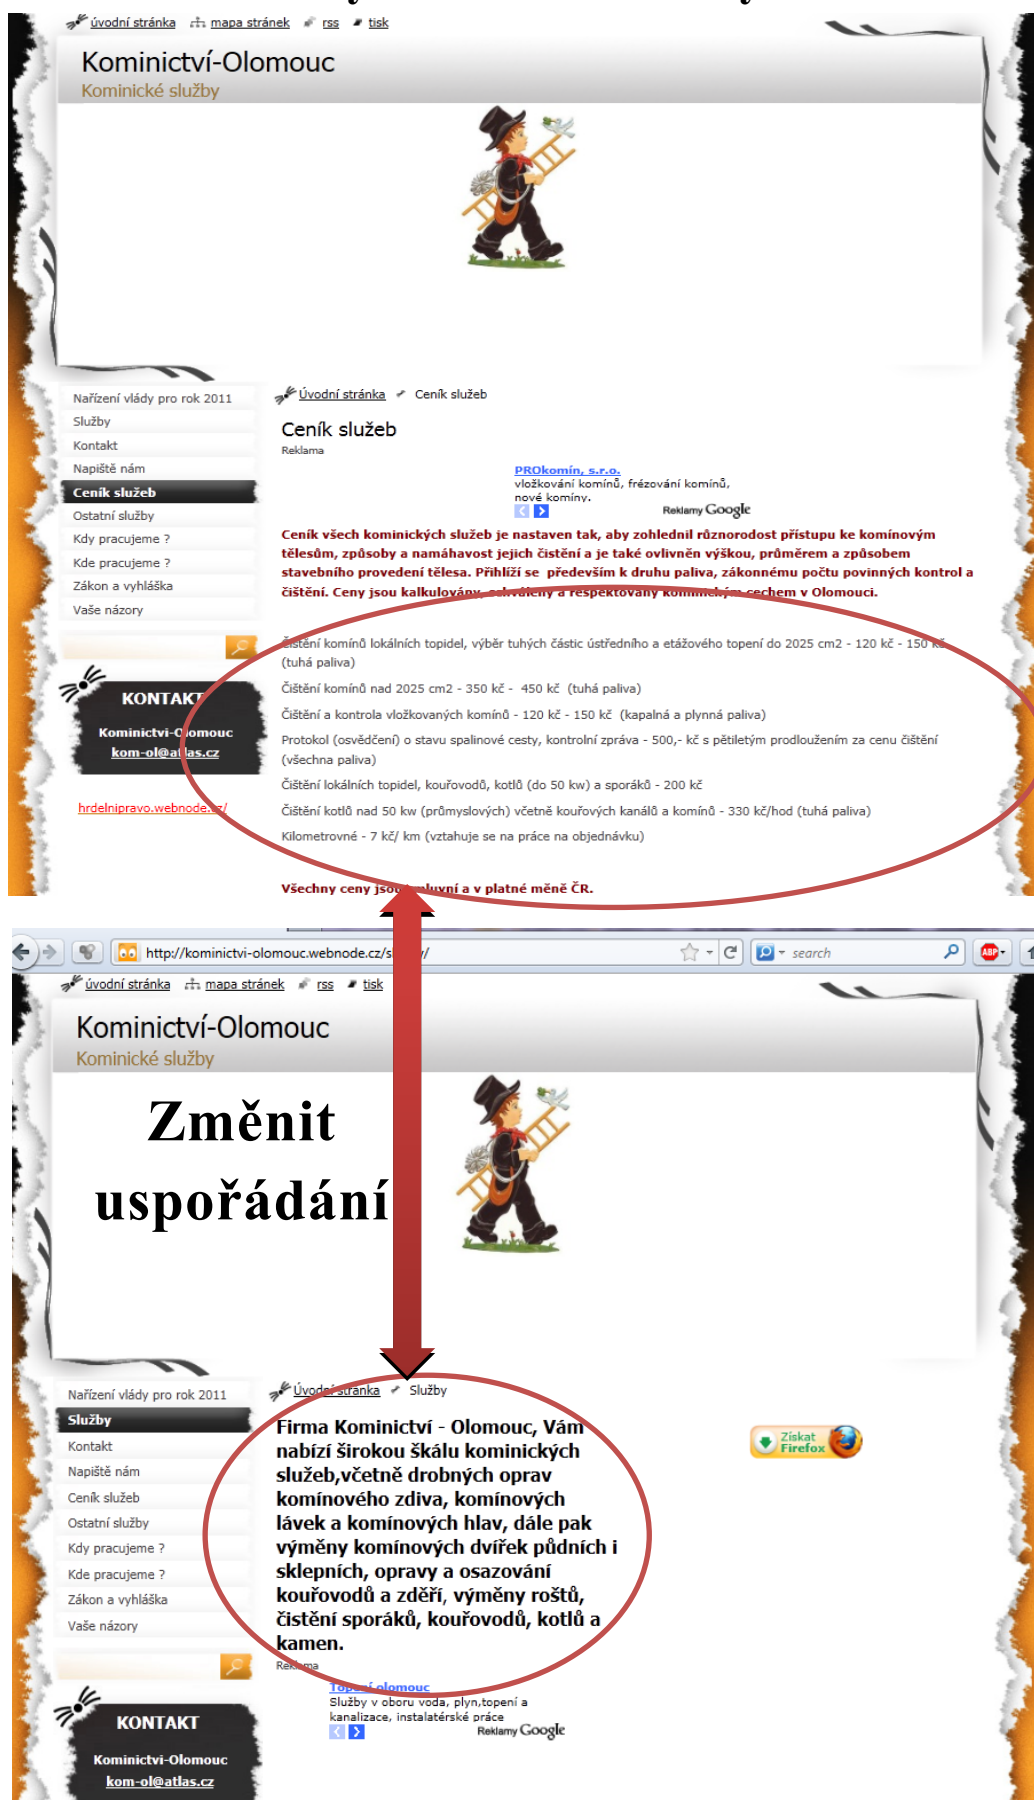 úvodní stránka mapa stránek rss tisk
Kominictví-Olomouc
Kominické služby
Nařízení vlády pro rok 2011
Služby
Kontakt
Napiště nám
Ceník služeb
Ostatní služby
Kdy pracujeme ?
Kde pracujeme ?
Zákon a vyhláška
Vaše názory
KONTAKT
Kominictvi-Olomouc
kom-ol@atlas.cz
hrdelnipravo.webnode.cz/
Úvodní stránka Ceník služeb
Ceník služeb
Reklama
PROkomín, s.r.o.
vložkování komínů, frézování komínů,
nové komíny.
Reklamy Google
Ceník všech kominických služeb je nastaven tak, aby zohlednil různorodost přístupu ke komínovým
tělesům, způsoby a namáhavost jejich čistění a je také ovlivněn výškou, průměrem a způsobem
stavebního provedení tělesa. Přihlíží se především k druhu paliva, zákonnému počtu povinných kontrol a
čištění. Ceny jsou kalkulovány, schváleny a respektovány kominickým cechem v Olomouci.
Čistění komínů lokálních topidel, výběr tuhých částic ústředního a etážového topení do 2025 cm2 - 120 kč - 150 kč
(tuhá paliva)
Čištění komínů nad 2025 cm2 - 350 kč - 450 kč (tuhá paliva)
Čištění a kontrola vložkovaných komínů - 120 kč - 150 kč (kapalná a plynná paliva)
Protokol (osvědčení) o stavu spalinové cesty, kontrolní zpráva - 500,- kč s pětiletým prodloužením za cenu čištění
(všechna paliva)
Čištění lokálních topidel, kouřovodů, kotlů (do 50 kw) a sporáků - 200 kč
Čištění kotlů nad 50 kw (průmyslových) včetně kouřových kanálů a komínů - 330 kč/hod (tuhá paliva)
Kilometrovné - 7 kč/ km (vztahuje se na práce na objednávku)
Všechny ceny jsou smluvní a v platné měně ČR.
http://kominictvi-olomouc.webnode.cz/sluzby/ search ABP
úvodní stránka mapa stránek rss tisk
Kominictví-Olomouc
Kominické služby
Změnit
uspořádání
Nařízení vlády pro rok 2011
Služby
Kontakt
Napiště nám
Ceník služeb
Ostatní služby
Kdy pracujeme ?
Kde pracujeme ?
Zákon a vyhláška
Vaše názory
KONTAKT
Kominictvi-Olomouc
kom-ol@atlas.cz
Úvodní stránka Služby
Firma Kominictví - Olomouc, Vám
nabízí širokou škálu kominických
služeb,včetně drobných oprav
komínového zdiva, komínových
lávek a komínových hlav, dále pak
výměny komínových dvířek půdních i
sklepních, opravy a osazování
kouřovodů a zděří, výměny roštů,
čistění sporáků, kouřovodů, kotlů a
kamen.
Reklama
Topení olomouc
Služby v oboru voda, plyn,topení a
kanalizace, instalatérské práce
Reklamy Google
Získat
Firefox